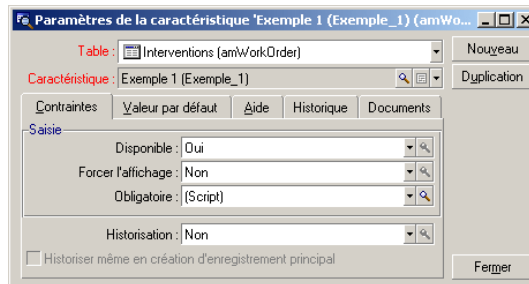 Paramètres de la caractéristique 'Exemple 1 (Exemple_1) (amWo...
Table : Interventions (amWorkOrder)
Nouveau
Caractéristique : Exemple 1 (Exemple_1)
Duplication
Contraintes Valeur par défaut Aide Historique Documents
Saisie
Disponible : Oui
Forcer l'affichage : Non
Obligatoire : (Script)
Historisation : Non
Historiser même en création d'enregistrement principal
Fermer